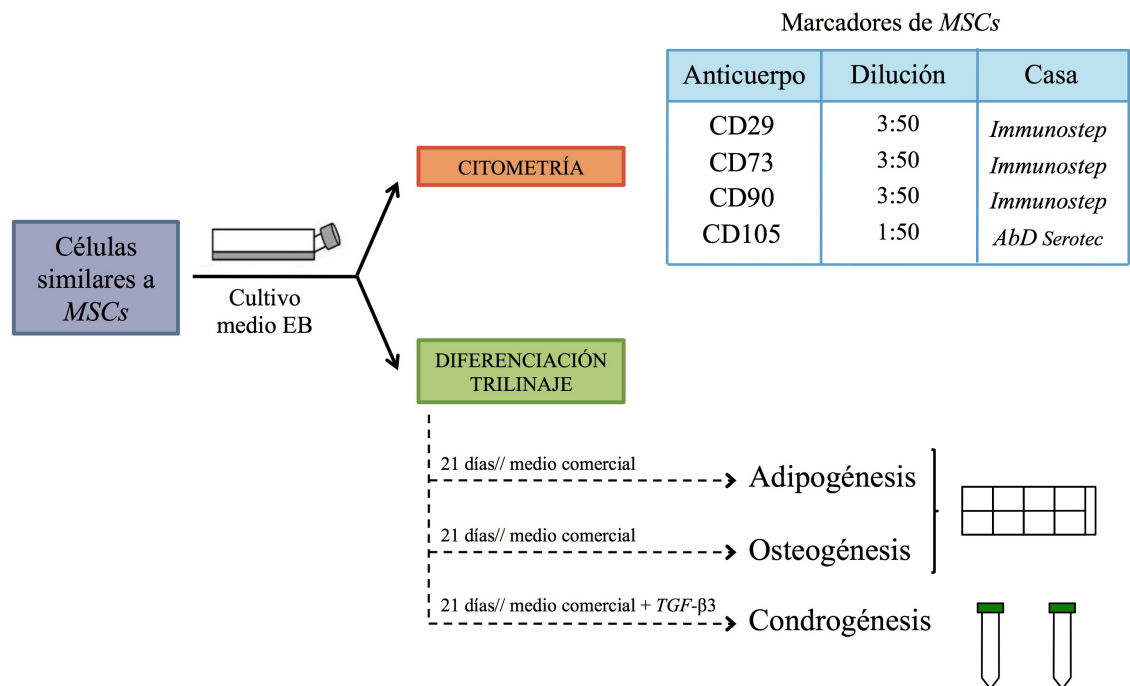 Marcadores de MSCs
Anticuerpo Dilución Casa
CD29 3:50 Immunostep
CD73 3:50 Immunostep
CD90 3:50 Immunostep
CD105 1:50 AbD Serotec
CITOMETRÍA
Células
similares a
MSCs
Cultivo
medio EB
DIFERENCIACIÓN
TRILINAJE
21 días// medio comercial
Adipogénesis
21 días// medio comercial
Osteogénesis
21 días// medio comercial + TGF-β3
Condrogénesis